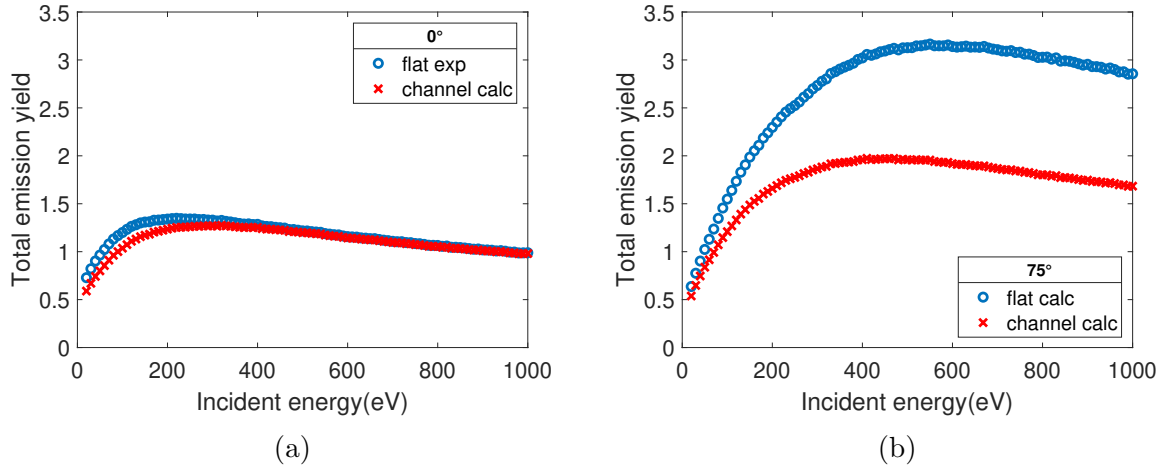 3.5
3
2.5
2
1.5
1
0.5
0
Total emission yield
0°
flat exp
channel calc
0 200 400 600 800 1000
Incident energy(eV)
(a)
3.5
3
2.5
2
1.5
1
0.5
0
Total emission yield
75°
flat calc
channel calc
0 200 400 600 800 1000
Incident energy(eV)
(b)